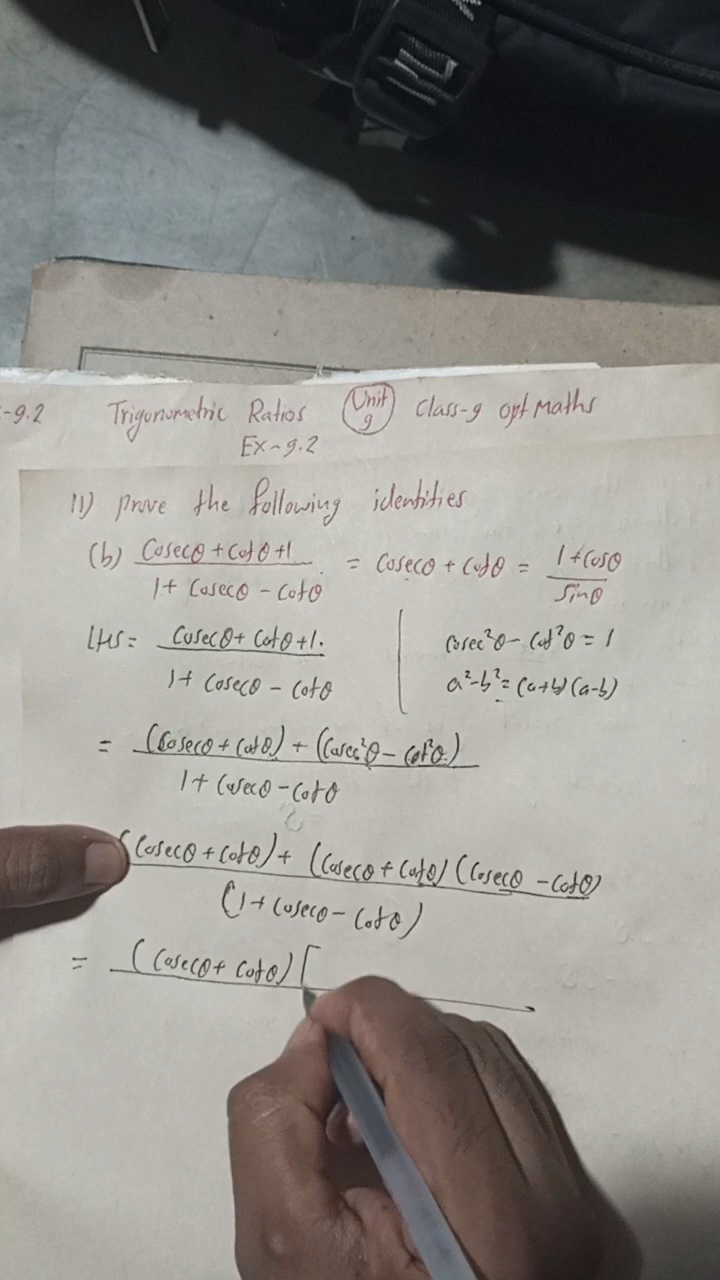 -9.2 Trigonometric Ratios Unit 9 Class-9 Opt Maths
Ex-9.2
11) prove the following identities
(b) Cosecθ + Cotθ +1 / 1 + Cosecθ - Cotθ = Cosecθ + Cotθ = 1 + Cosθ / Sinθ
LHS = Cosecθ + Cotθ +1. / 1 + Cosecθ - Cotθ
Cosec²θ - Cot²θ = 1
a²-b² = (a+b)(a-b)
= (Cosecθ + Cotθ) + (Cosec²θ - Cot²θ) / 1 + Cosecθ - Cotθ
(Cosecθ + Cotθ) + (Cosecθ + Cotθ) (Cosecθ - Cotθ) / (1 + Cosecθ - Cotθ)
= (Cosecθ + Cotθ) [